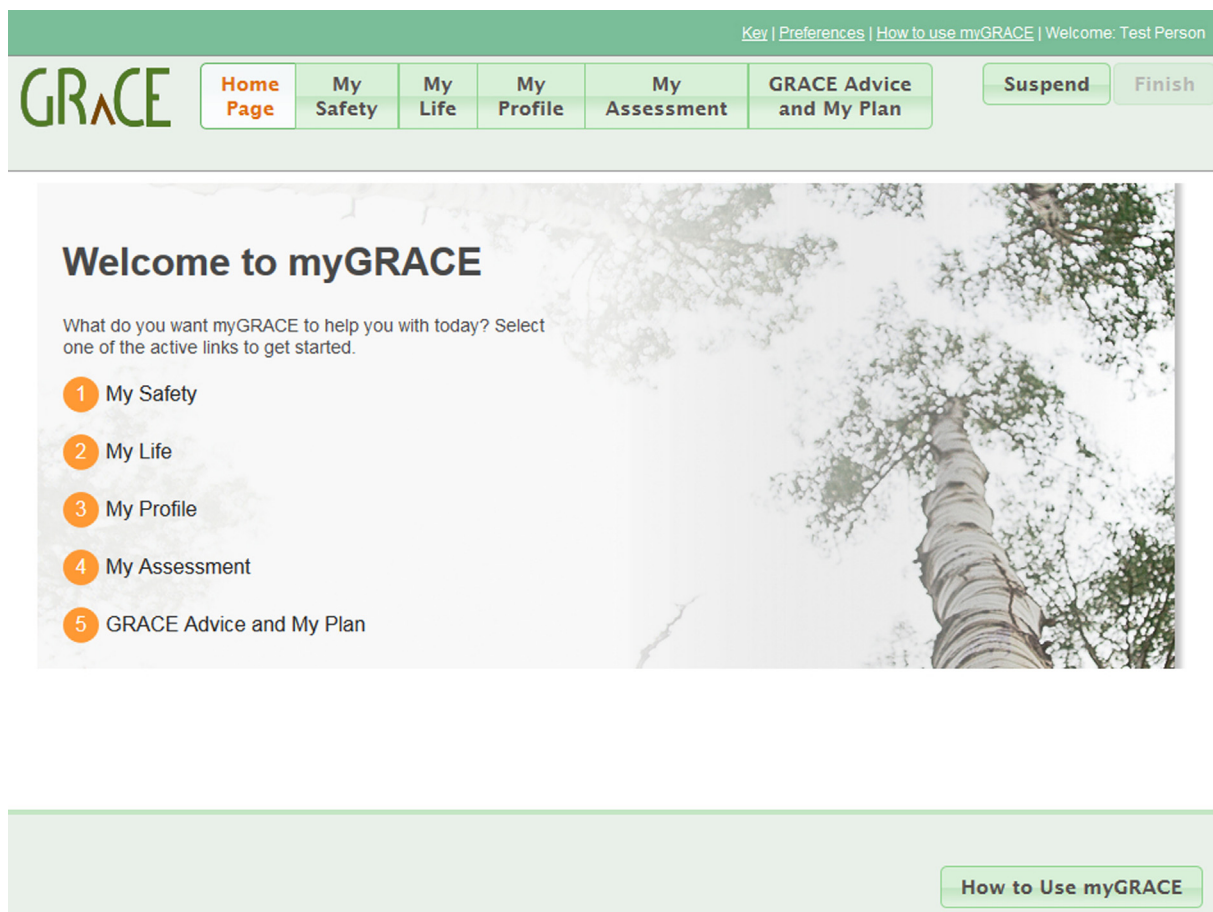 Key | Preferences | How to use myGRACE | Welcome: Test Person
GRACE
Home Page
My Safety
My Life
My Profile
My Assessment
GRACE Advice and My Plan
Suspend
Finish
Welcome to myGRACE
What do you want myGRACE to help you with today? Select
one of the active links to get started.
1 My Safety
2 My Life
3 My Profile
4 My Assessment
5 GRACE Advice and My Plan
How to Use myGRACE